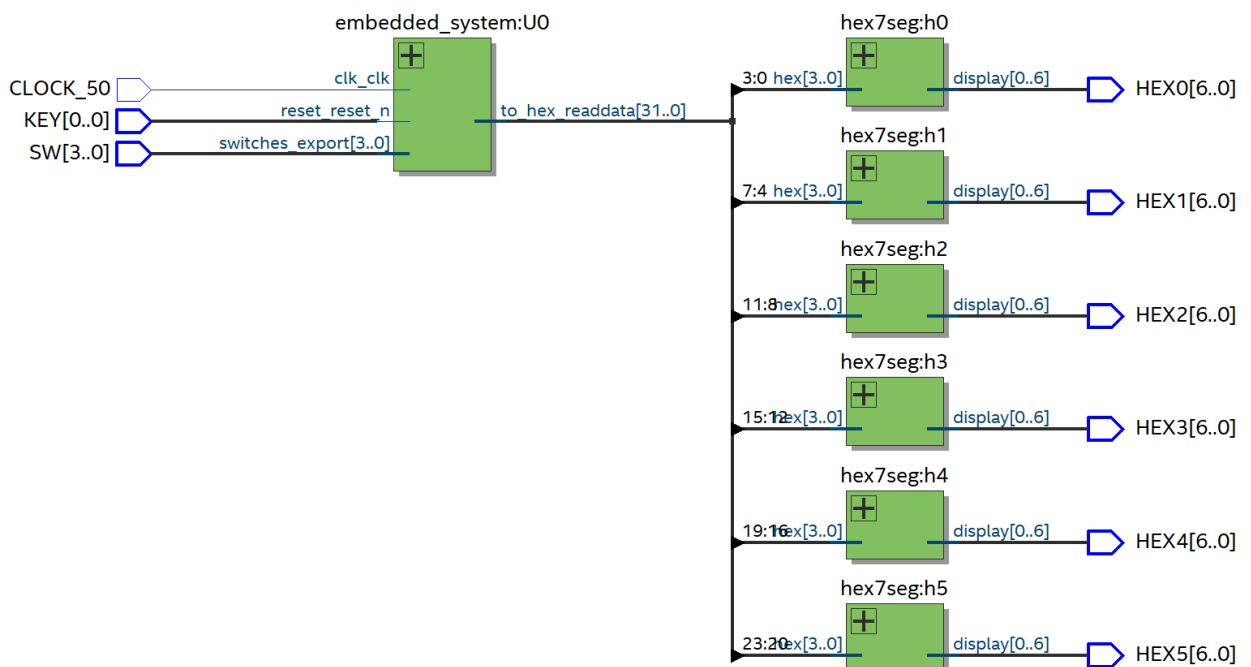 embedded_system:U0
CLOCK_50
clk_clk
KEY[0..0]
reset_reset_n
SW[3..0]
switches_export[3..0]
to_hex_readdata[31..0]
hex7seg:h0
3:0 hex[3..0]
display[0..6]
HEX0[6..0]
hex7seg:h1
7:4 hex[3..0]
display[0..6]
HEX1[6..0]
hex7seg:h2
11:8 hex[3..0]
display[0..6]
HEX2[6..0]
hex7seg:h3
15:12 hex[3..0]
display[0..6]
HEX3[6..0]
hex7seg:h4
19:16 hex[3..0]
display[0..6]
HEX4[6..0]
hex7seg:h5
23:20 hex[3..0]
display[0..6]
HEX5[6..0]